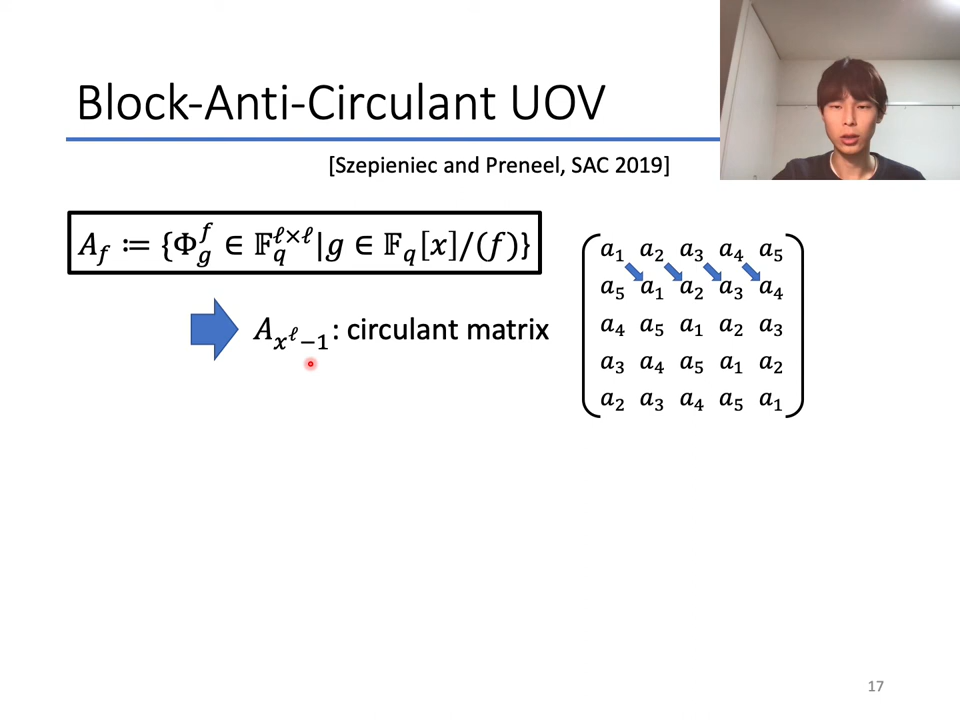 Block-Anti-Circulant UOV
[Szepieniec and Preneel, SAC 2019]
A_f ≔ {Φ_g^f ∈ 𝔽_q^{ℓ×ℓ}|g ∈ 𝔽_q[x]/(f)}
A_{x^ℓ−1}: circulant matrix
a₁ a₂ a₃ a₄ a₅
a₅ a₁ a₂ a₃ a₄
a₄ a₅ a₁ a₂ a₃
a₃ a₄ a₅ a₁ a₂
a₂ a₃ a₄ a₅ a₁
17